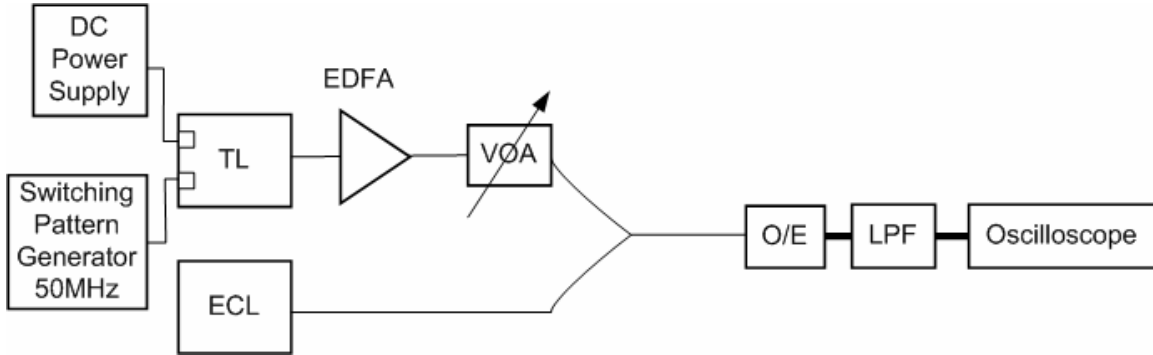 DC
Power
Supply
EDFA
TL
VOA
Switching
Pattern
Generator
50MHz
ECL
O/E
LPF
Oscilloscope